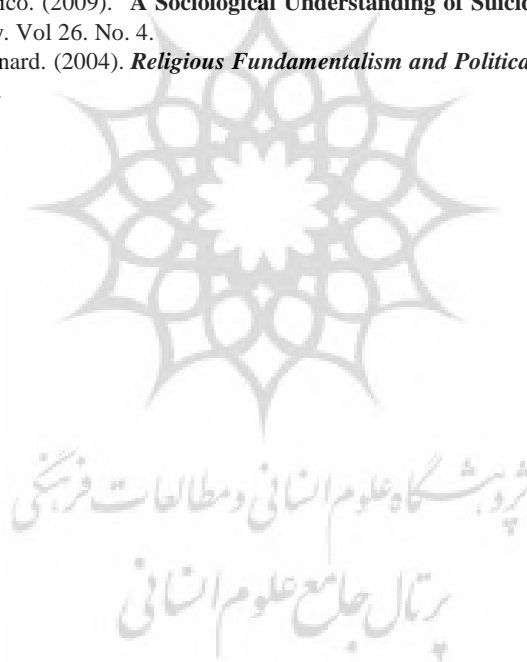 ico. (2009). "A Sociological Understanding of Suicid
y. Vol 26. No. 4.
nard. (2004). Religious Fundamentalism and Politica
پژوهشگاه علوم انسانی و مطالعات فرهنگی
پرتال جامع علوم انسانی